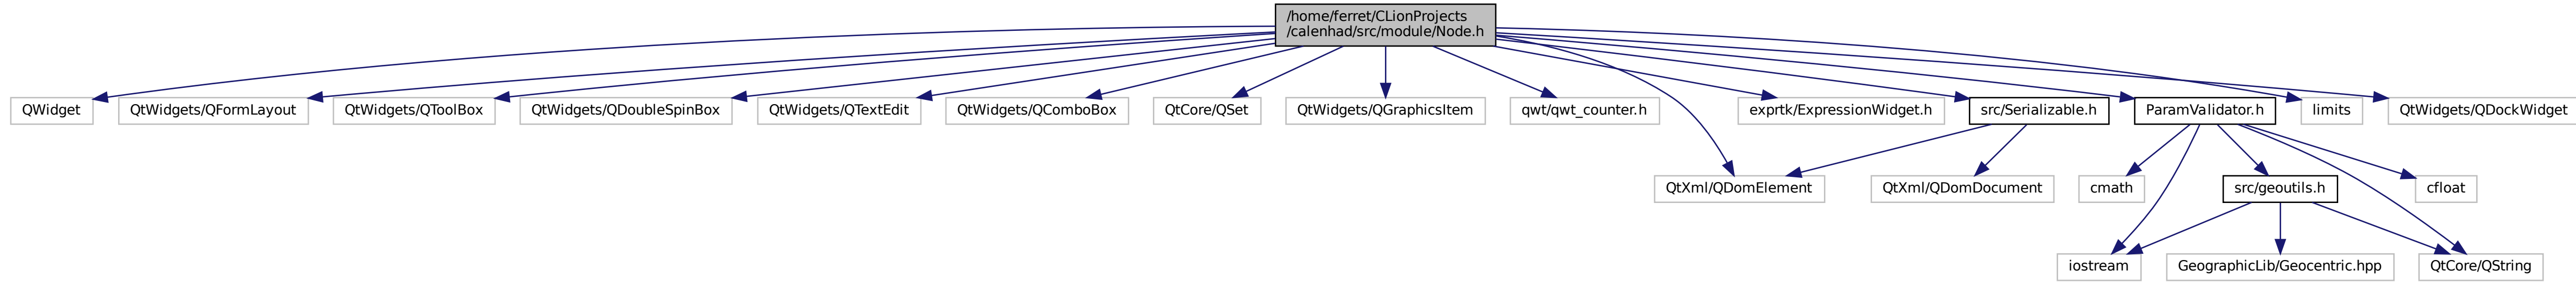 /home/ferret/CLionProjects
/calenhad/src/module/Node.h
QWidget
QtWidgets/QFormLayout
QtWidgets/QToolBox
QtWidgets/QDoubleSpinBox
QtWidgets/QTextEdit
QtWidgets/QComboBox
QtCore/QSet
QtWidgets/QGraphicsItem
qwt/qwt_counter.h
exprtk/ExpressionWidget.h
src/Serializable.h
ParamValidator.h
limits
QtWidgets/QDockWidget
QtXml/QDomElement
QtXml/QDomDocument
cmath
src/geoutils.h
cfloat
iostream
GeographicLib/Geocentric.hpp
QtCore/QString